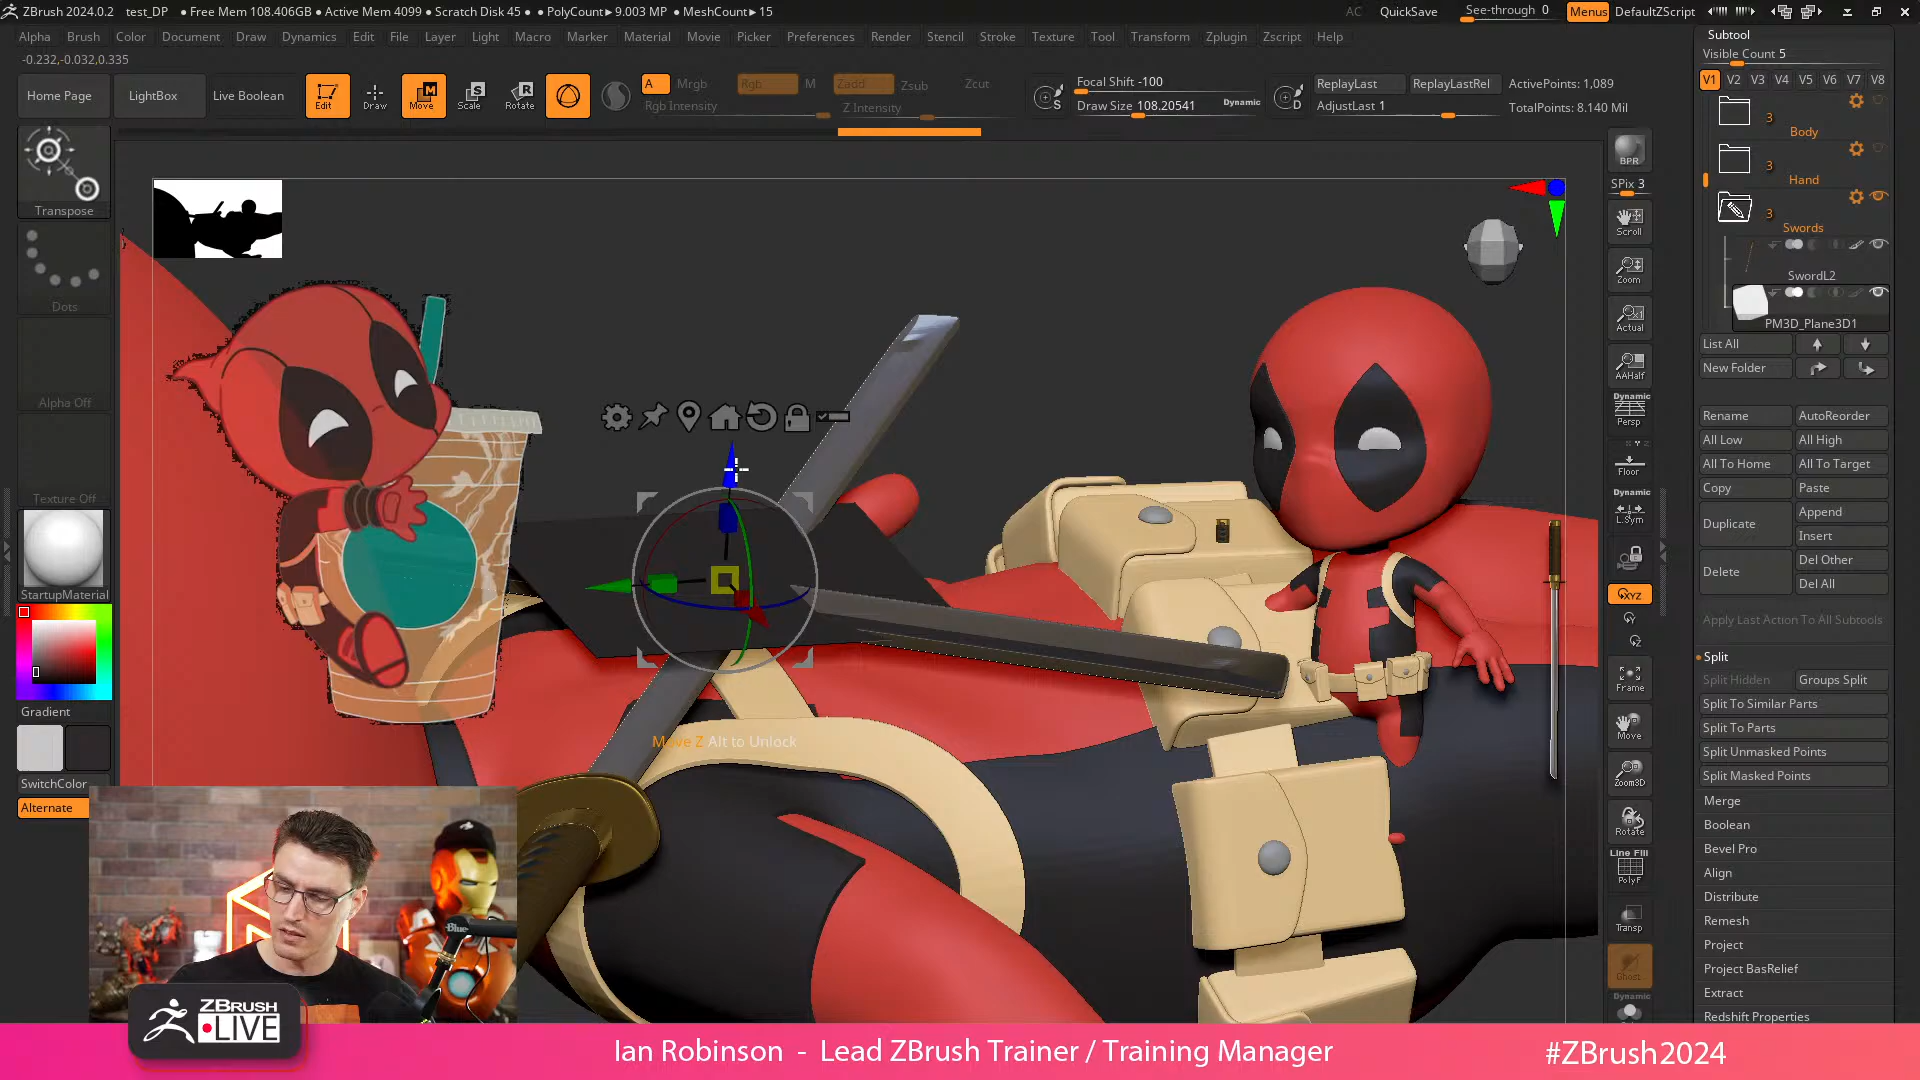 ZBrush 2024.0.2 test_DP • Free Mem 108.406GB • Active Mem 4099 • Scratch Disk 45 • PolyCount▸ 9.003 MP • MeshCount▸ 15
AC QuickSave See-through 0 Menus DefaultZScript
Alpha Brush Color Document Draw Dynamics Edit File Layer Light Macro Marker Material Movie Picker Preferences Render Stencil Stroke Texture Tool Transform Zplugin Zscript Help
-0.232,-0.032,0.335
Home Page LightBox Live Boolean Edit Draw Move Scale Rotate
A Mrgb Rgb M Zadd Zsub Zcut
Rgb Intensity Z Intensity
Focal Shift -100
Draw Size 108.20541 Dynamic
ReplayLast ReplayLastRel ActivePoints: 1,089
AdjustLast 1 TotalPoints: 8.140 Mil
Transpose
Dots
Alpha Off
Texture Off
StartupMaterial
Gradient
SwitchColor
Alternate
Move Z Alt to Unlock
BPR
SPix 3
Scroll
Zoom
Actual
AAHalf
Dynamic
Persp
Floor
Dynamic
L.Sym
XYZ
Frame
Move
Zoom3D
Rotate
Line Fill
PolyF
Transp
Ghost
Dynamic
Subtool
Visible Count 5
V1 V2 V3 V4 V5 V6 V7 V8
3
Body
3
Hand
3
Swords
SwordL2
PM3D_Plane3D1
List All
New Folder
Rename AutoReorder
All Low All High
All To Home All To Target
Copy Paste
Duplicate Append
Insert
Delete Del Other
Del All
Apply Last Action To All Subtools
Split
Split Hidden Groups Split
Split To Similar Parts
Split To Parts
Split Unmasked Points
Split Masked Points
Merge
Boolean
Bevel Pro
Align
Distribute
Remesh
Project
Project BasRelief
Extract
Redshift Properties
Blue
ZBRUSH
LIVE
Ian Robinson - Lead ZBrush Trainer / Training Manager
#ZBrush2024